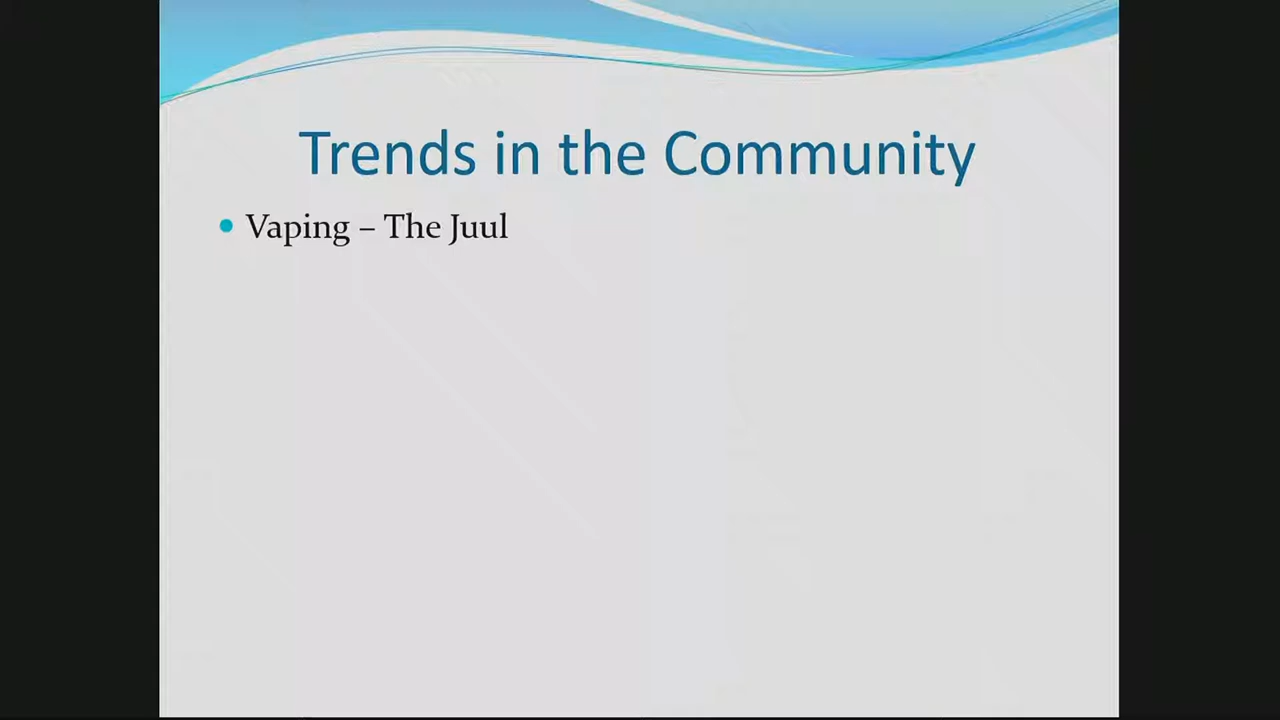 Trends in the Community
Vaping – The Juul